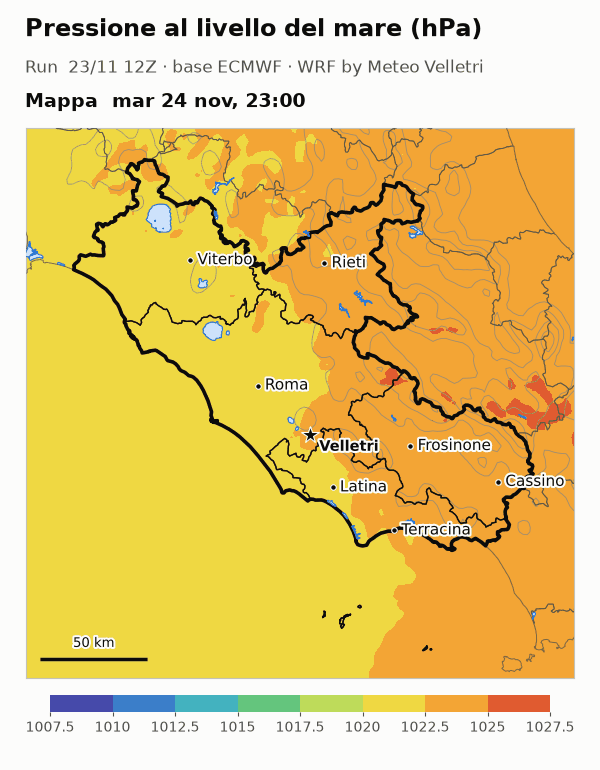 Pressione al livello del mare (hPa)
Run  23/11 12Z · base ECMWF · WRF by Meteo Velletri
Mappa  mar 24 nov, 23:00
Viterbo
Rieti
Roma
Velletri
Frosinone
Cassino
Latina
Terracina
50 km
1007.5 1010 1012.5 1015 1017.5 1020 1022.5 1025 1027.5